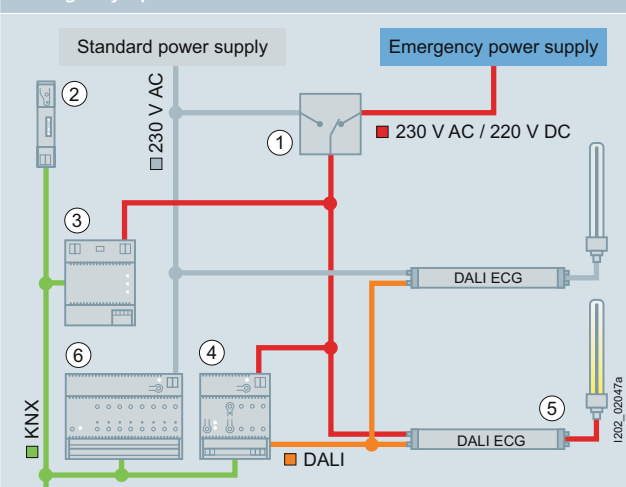 Standard power supply
Emergency power supply
2
230 V AC
1
230 V AC / 220 V DC
3
DALI ECG
6
4
5
I202_02047a
KNX
DALI ECG
DALI